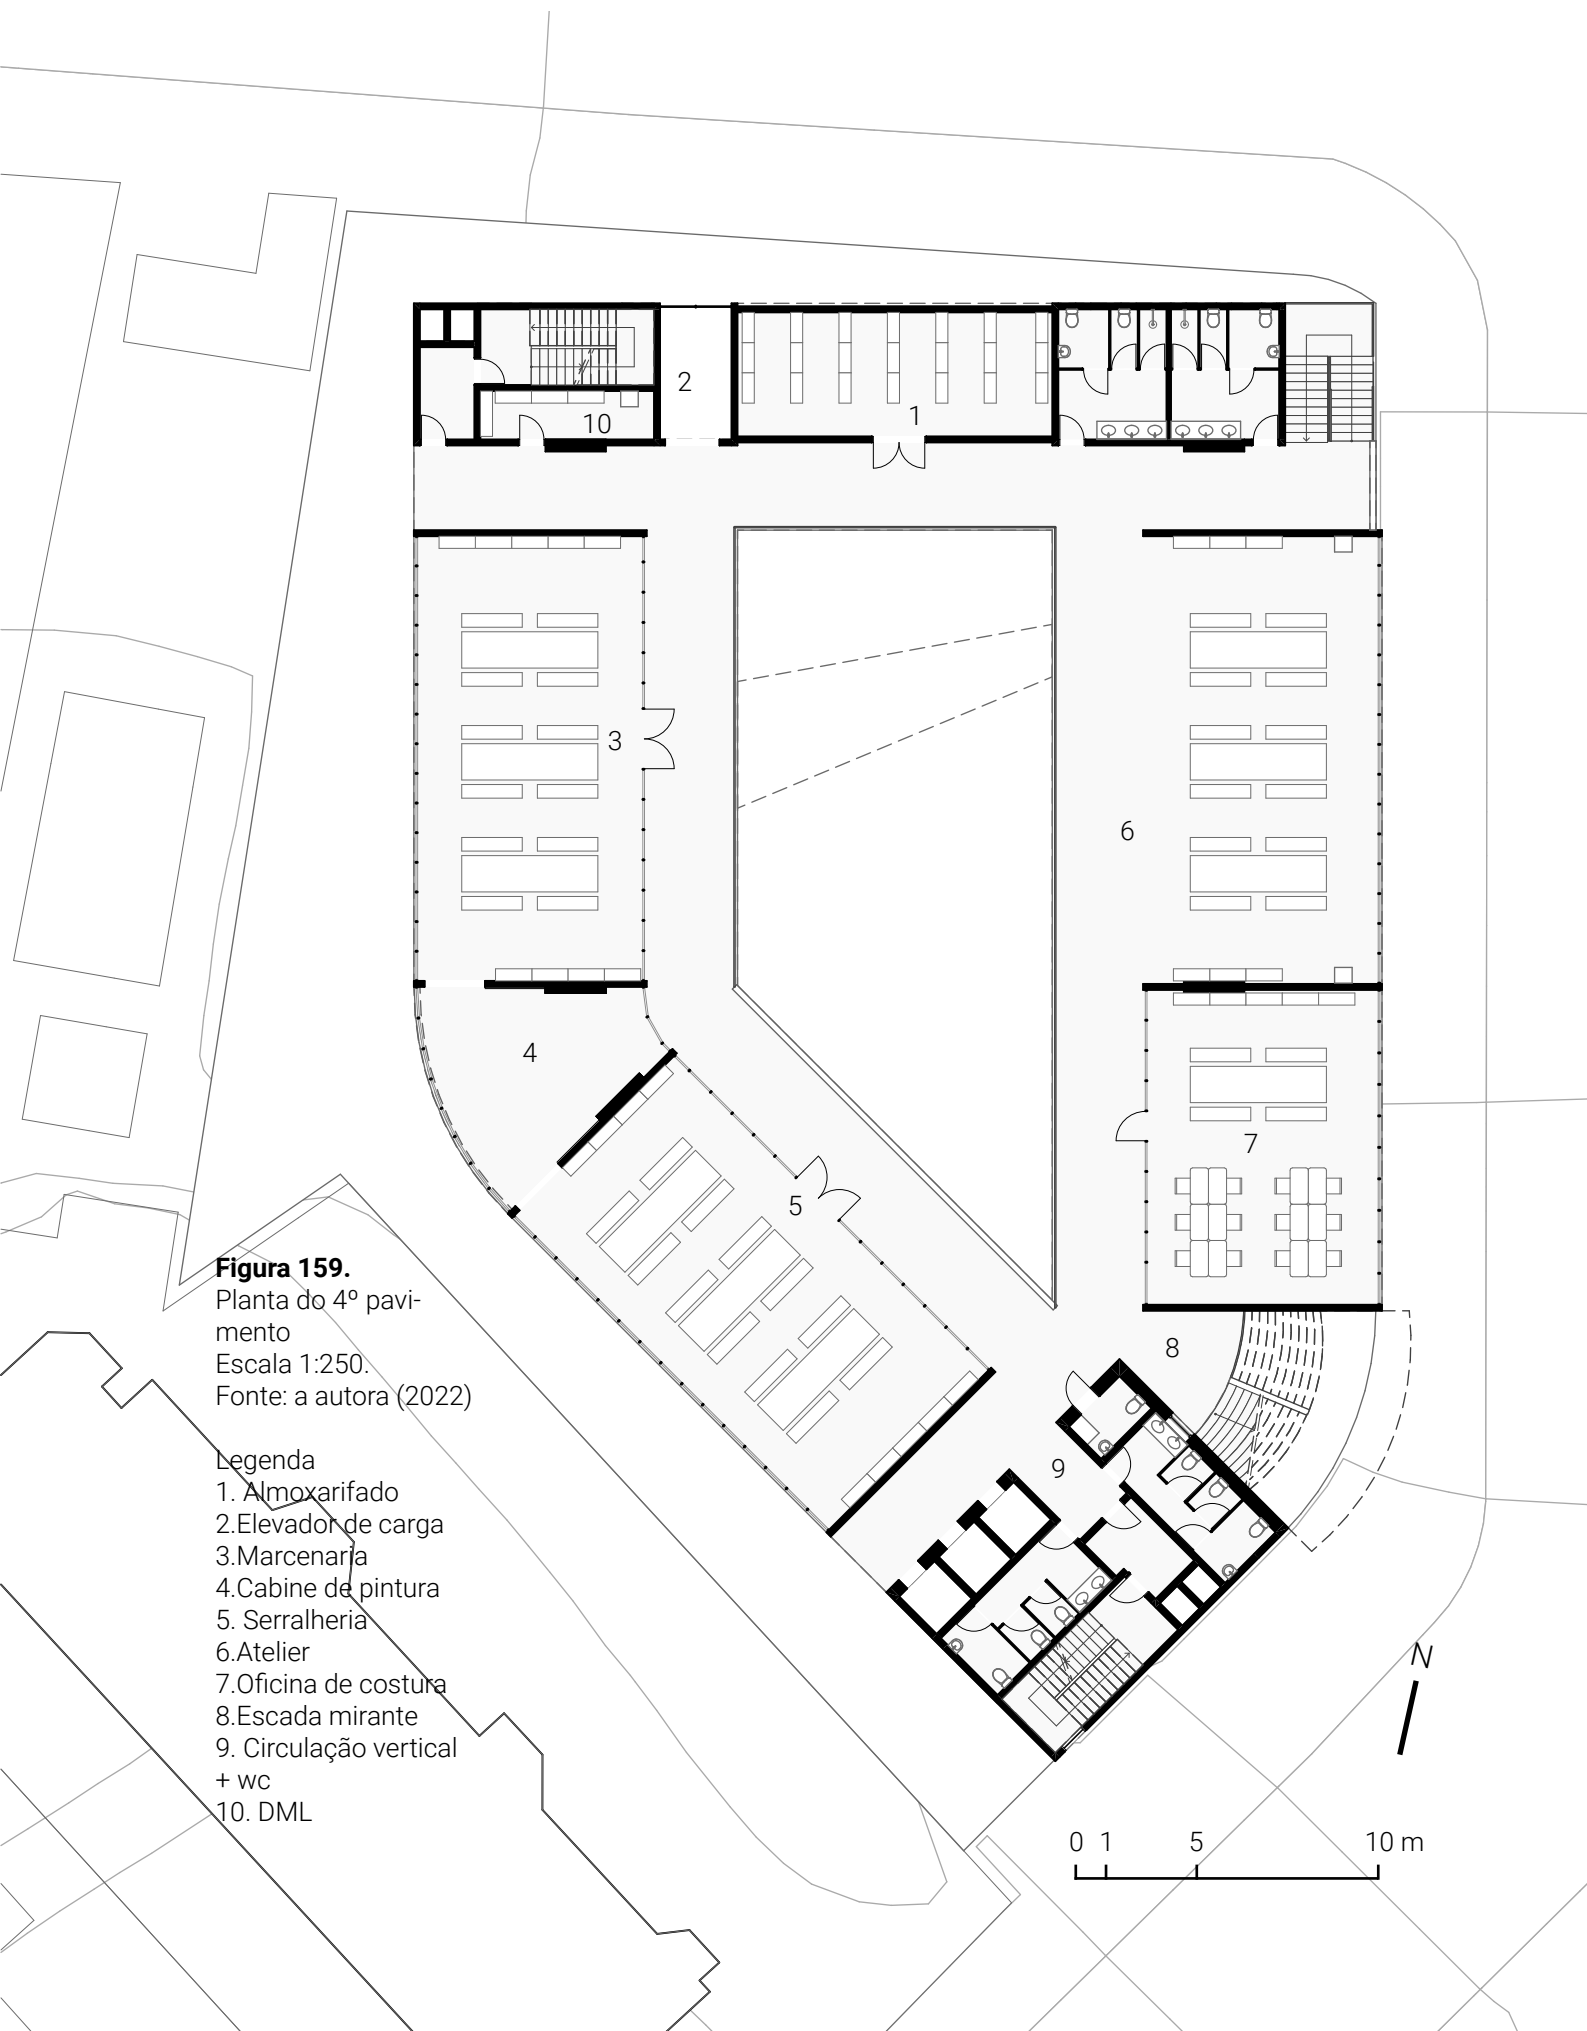 2
10
1
3
6
4
7
5
8
9
Figura 159.
Planta do 4º pavi-
mento
Escala 1:250.
Fonte: a autora (2022)
Legenda
1. Almoxarifado
2.Elevador de carga
3.Marcenaria
4.Cabine de pintura
5. Serralheria
6.Atelier
7.Oficina de costura
8.Escada mirante
9. Circulação vertical
+ wc
10. DML
N
0 1 5 10 m